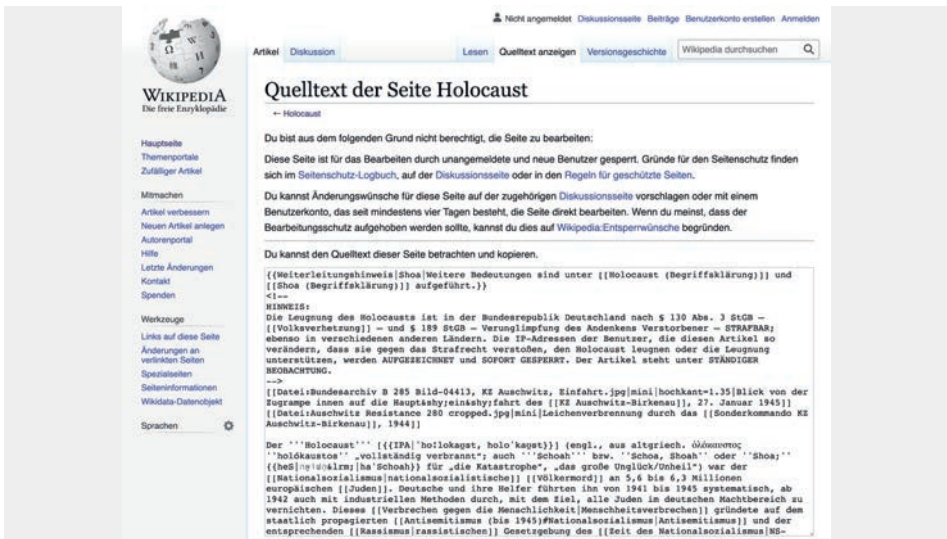 Nicht angemeldet Diskussionsseite Beiträge Benutzerkonto erstellen Anmelden
Artikel Diskussion Lesen Quelltext anzeigen Versionsgeschichte Wikipedia durchsuchen
WIKIPEDIA
Die freie Enzyklopädie
Hauptseite
Themenportale
Zufälliger Artikel
Mitmachen
Artikel verbessern
Neuen Artikel anlegen
Autorenportal
Hilfe
Letzte Änderungen
Kontakt
Spenden
Werkzeuge
Links auf diese Seite
Änderungen an
verlinkten Seiten
Spezialseiten
Seiteninformationen
Wikidata-Datenobjekt
Sprachen
Quelltext der Seite Holocaust
← Holocaust
Du bist aus dem folgenden Grund nicht berechtigt, die Seite zu bearbeiten:
Diese Seite ist für das Bearbeiten durch unangemeldete und neue Benutzer gesperrt. Gründe für den Seitenschutz finden
sich im Seitenschutz-Logbuch, auf der Diskussionsseite oder in den Regeln für geschützte Seiten.
Du kannst Änderungswünsche für diese Seite auf der zugehörigen Diskussionsseite vorschlagen oder mit einem
Benutzerkonto, das seit mindestens vier Tagen besteht, die Seite direkt bearbeiten. Wenn du meinst, dass der
Bearbeitungsschutz aufgehoben werden sollte, kannst du dies auf Wikipedia:Entsperrwünsche begründen.
Du kannst den Quelltext dieser Seite betrachten und kopieren.
{{Weiterleitungshinweis|Shoa|Weitere Bedeutungen sind unter [[Holocaust (Begriffsklärung)]] und
[[Shoa (Begriffsklärung)]] aufgeführt.}}
<!--
HINWEIS:
Die Leugnung des Holocausts ist in der Bundesrepublik Deutschland nach § 130 Abs. 3 StGB –
[[Volksverhetzung]] – und § 189 StGB – Verunglimpfung des Andenkens Verstorbener – STRAFBAR;
ebenso in verschiedenen anderen Ländern. Die IP-Adressen der Benutzer, die diesen Artikel so
verändern, dass sie gegen das Strafrecht verstoßen, den Holocaust leugnen oder die Leugnung
unterstützen, werden AUFGEZEICHNET und SOFORT GESPERRT. Der Artikel steht unter STÄNDIGER
BEOBACHTUNG.
-->
[[Datei:Bundesarchiv B 285 Bild-04413, KZ Auschwitz, Einfahrt.jpg|mini|hochkant=1.35|Blick von der
Zugrampe innen auf die Haupt&shy;ein&shy;fahrt des [[KZ Auschwitz-Birkenau]], 27. Januar 1945]]
[[Datei:Auschwitz Resistance 280 cropped.jpg|mini|Leichenverbrennung durch das [[Sonderkommando KZ
Auschwitz-Birkenau]], 1944]]
Der '''Holocaust''' [{{IPA|ˈhoːlokaʊst, holoˈkaʊst}}] (engl., aus altgriech. ὁλόκαυστος
''holókaustos'' „vollständig verbrannt“; auch '''Schoah''' bzw. ''Schoa, Shoah'' oder ''Shoa;''
{{heS|&lrm;|ha'Schoah}} für „die Katastrophe“, „das große Unglück/Unheil“) war der
[[Nationalsozialismus|nationalsozialistische]] [[Völkermord]] an 5,6 bis 6,3 Millionen
europäischen [[Juden]]. Deutsche und ihre Helfer führten ihn von 1941 bis 1945 systematisch, ab
1942 auch mit industriellen Methoden durch, mit dem Ziel, alle Juden im deutschen Machtbereich zu
vernichten. Dieses [[Verbrechen gegen die Menschlichkeit|Menschheitsverbrechen]] gründete auf dem
staatlich propagierten [[Antisemitismus (bis 1945)#Nationalsozialismus|Antisemitismus]] und der
entsprechenden [[Rassismus|rassistischen]] Gesetzgebung des [[Zeit des Nationalsozialismus|NS-